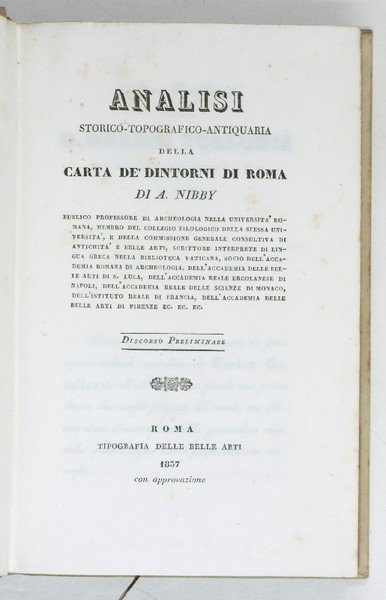 ANALISI
STORICO-TOPOGRAFICO-ANTIQUARIA
DELLA
CARTA DE' DINTORNI DI ROMA
DI A. NIBBY
PUBLICO PROFESSORE DI ARCHEOLOGIA NELLA UNIVERSITA' RO-
MANA, MEMBRO DEL COLLEGIO FILOLOGICO DELLA STESSA UNI-
VERSITA', E DELLA COMMISSIONE GENERALE CONSULTIVA DI
ANTICHITA' E BELLE ARTI, SCRITTORE INTERPRETE DI LIN-
GUA GRECA NELLA BIBLIOTECA VATICANA, SOCIO DELL'ACCA-
DEMIA ROMANA DI ARCHEOLOGIA, DELL'ACCADEMIA DELLE BEL-
LE ARTI DI S. LUCA, DELL'ACCADEMIA REALE ERCOLANESE DI
NAPOLI, DELL'ACCADEMIA REALE DELLE SCIENZE DI MONACO,
DELL'ISTITUTO REALE DI FRANCIA, DELL'ACCADEMIA DELLE
BELLE ARTI DI FIRENZE EC. EC. EC.
DISCORSO PRELIMINARE
ROMA
TIPOGRAFIA DELLE BELLE ARTI
1837
con approvazione